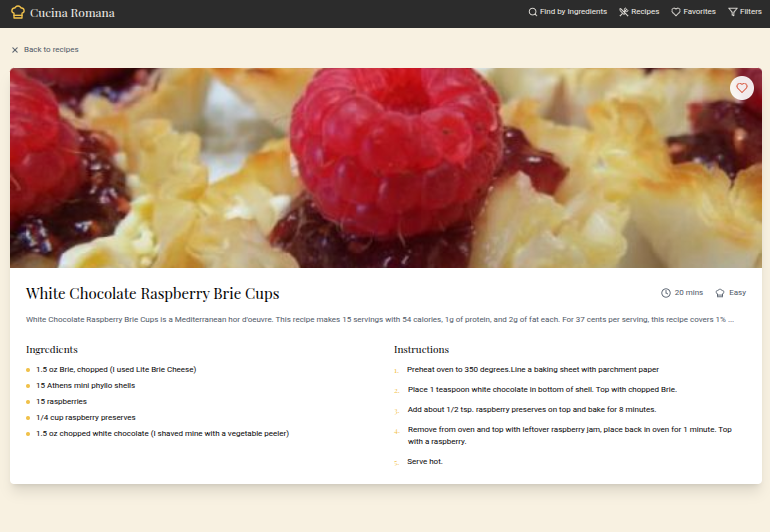 Cucina Romana
Find by Ingredients
Recipes
Favorites
Filters
Back to recipes
White Chocolate Raspberry Brie Cups
20 mins
Easy
White Chocolate Raspberry Brie Cups is a Mediterranean hor d'oeuvre. This recipe makes 15 servings with 54 calories, 1g of protein, and 2g of fat each. For 37 cents per serving, this recipe covers 1% ...
Ingredients
1.5 oz Brie, chopped (I used Lite Brie Cheese)
15 Athens mini phyllo shells
15 raspberries
1/4 cup raspberry preserves
1.5 oz chopped white chocolate (I shaved mine with a vegetable peeler)
Instructions
1. Preheat oven to 350 degrees.Line a baking sheet with parchment paper
2. Place 1 teaspoon white chocolate in bottom of shell. Top with chopped Brie.
3. Add about 1/2 tsp. raspberry preserves on top and bake for 8 minutes.
4. Remove from oven and top with leftover raspberry jam, place back in oven for 1 minute. Top
with a raspberry.
5. Serve hot.